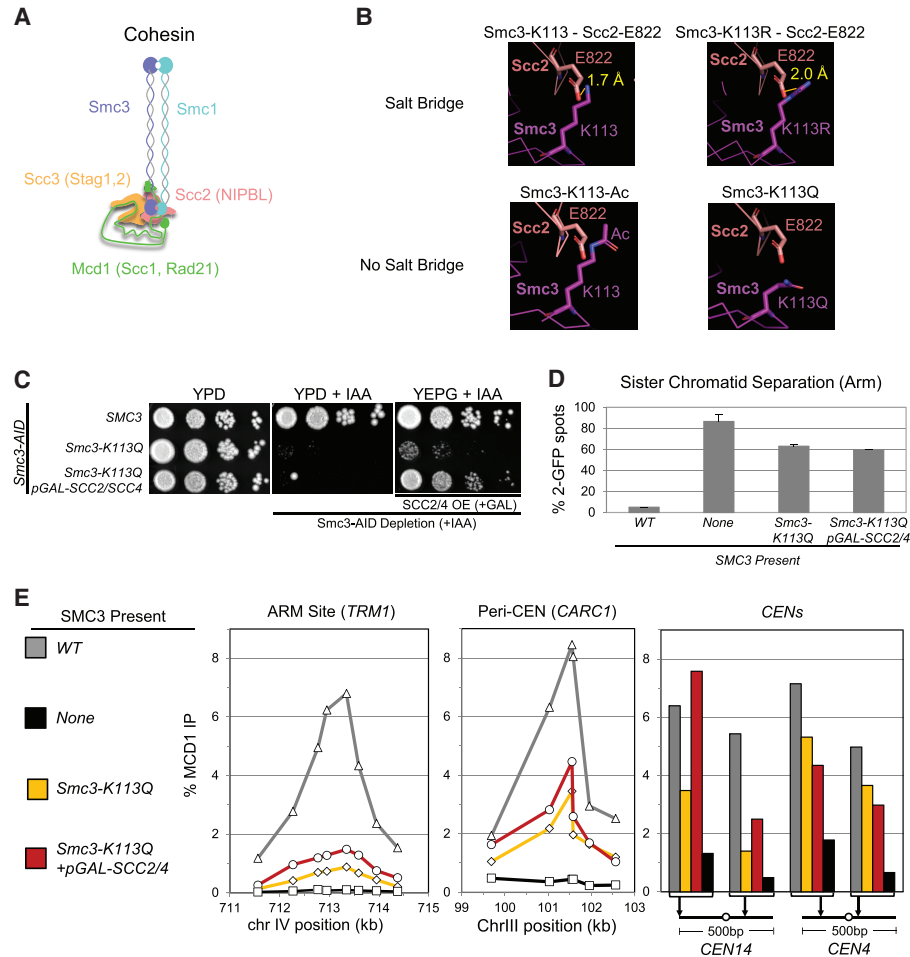 A
Cohesin
Smc3
Smc1
Scc3 (Stag1,2)
Scc2 (NIPBL)
Mcd1 (Scc1, Rad21)
B
Smc3-K113 - Scc2-E822
Smc3-K113R - Scc2-E822
Salt Bridge
Scc2
E822
1.7 Å
Smc3
K113
Scc2
E822
2.0 Å
Smc3
K113R
Smc3-K113-Ac
Smc3-K113Q
No Salt Bridge
Scc2
E822
Ac
Smc3
K113
Scc2
E822
Smc3
K113Q
C
YPD
YPD + IAA
YEPG + IAA
Smc3-AID
SMC3
Smc3-K113Q
Smc3-K113Q
pGAL-SCC2/SCC4
SCC2/4 OE (+GAL)
Smc3-AID Depletion (+IAA)
D
Sister Chromatid Separation (Arm)
% 2-GFP spots
100
80
60
40
20
0
WT
None
Smc3-
K113Q
Smc3-K113Q
pGAL-SCC2/4
SMC3 Present
E
SMC3 Present
WT
None
Smc3-K113Q
Smc3-K113Q
+pGAL-SCC2/4
ARM Site (TRM1)
% MCD1 IP
8
6
4
2
0
711
712
713
714
715
chr IV position (kb)
Peri-CEN (CARC1)
8
6
4
2
0
99
100
101
102
103
ChrIII position (kb)
CENs
8
6
4
2
0
500bp
CEN14
500bp
CEN4